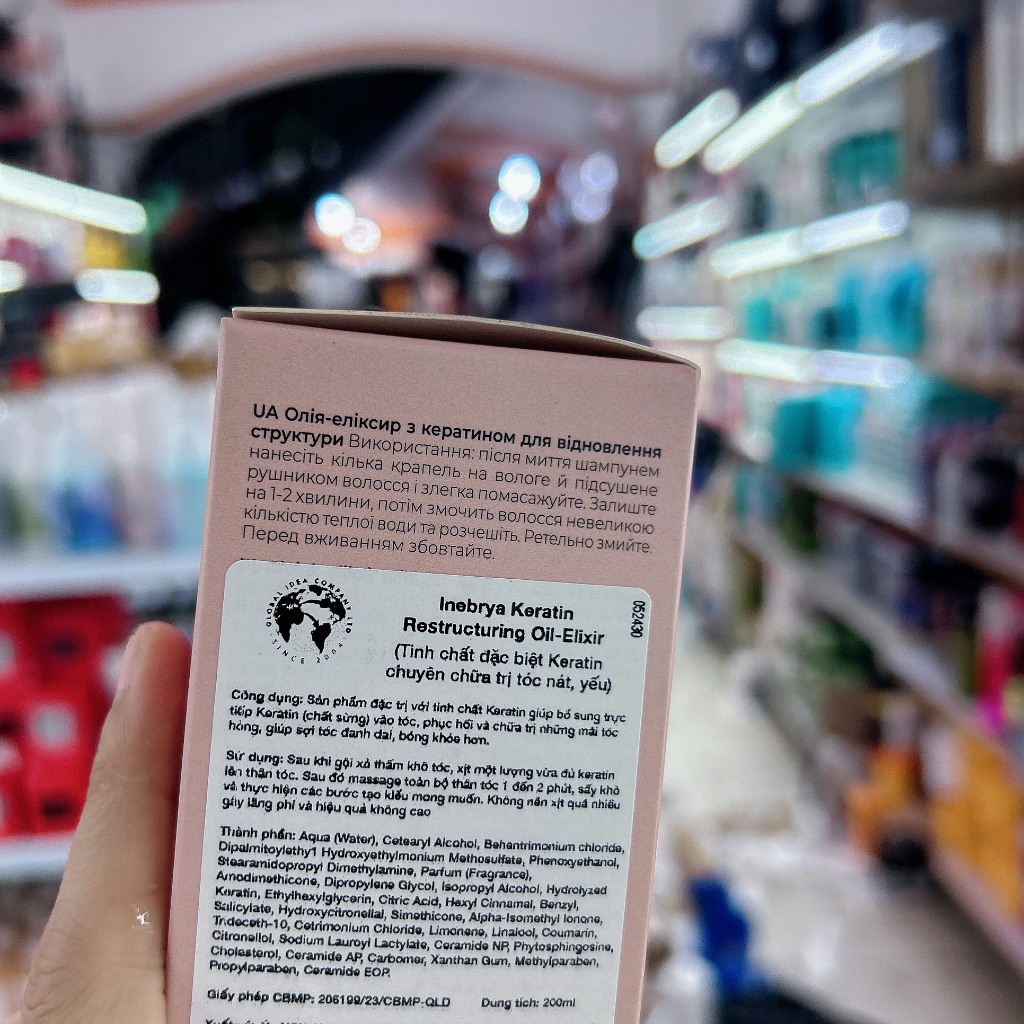 UA Олія-еліксир з кератином для відновлення
структури Використання: після миття шампунем
нанесіть кілька крапель на вологе й підсушене
рушником волосся і злегка помасажуйте. Залиште
на 1-2 хвилини, потім змочить волосся невеликою
кількістю теплої води та розчешіть. Ретельно змийте.
Перед вживанням збовтайте.
GLOBAL IDEA COMPANY LTD
SINCE 2004
052430
Inebrya Keratin
Restructuring Oil-Elixir
(Tinh chất đặc biệt Keratin
chuyên chữa trị tóc nát, yếu)
Công dụng: Sản phẩm đặc trị với tinh chất Keratin giúp bổ sung trực
tiếp Keratin (chất sừng) vào tóc, phục hồi và chữa trị những mái tóc
hỏng, giúp sợi tóc đanh dai, bóng khỏe hơn.
Sử dụng: Sau khi gội xả thấm khô tóc, xịt một lượng vừa đủ keratin
lên thân tóc. Sau đó massage toàn bộ thân tóc 1 đến 2 phút, sấy khô
và thực hiện các bước tạo kiểu mong muốn. Không nên xịt quá nhiều
gây lãng phí và hiệu quả không cao
Thành phần: Aqua (Water), Cetearyl Alcohol, Behentrimonium chloride,
Dipalmitoylethy1 Hydroxyethylmonium Methosulfate, Phenoxyethanol,
Stearamidopropyl Dimethylamine, Parfum (Fragrance),
Amodimethicone, Dipropylene Glycol, Isopropyl Alcohol, Hydrolyzed
Keratin, Ethylhexylglycerin, Citric Acid, Hexyl Cinnamal, Benzyl,
Salicylate, Hydroxycitronellal, Simethicone, Alpha-Isomethyl Ionone,
Trideceth-10, Cetrimonium Chloride, Limonene, Linalool, Coumarin,
Citronellol, Sodium Lauroyl Lactylate, Ceramide NP, Phytosphingosine,
Cholesterol, Ceramide AP, Carbomer, Xanthan Gum, Methylparaben,
Propylparaben, Ceramide EOP.
Giấy phép CBMP: 206199/23/CBMP-QLD Dung tích: 200ml